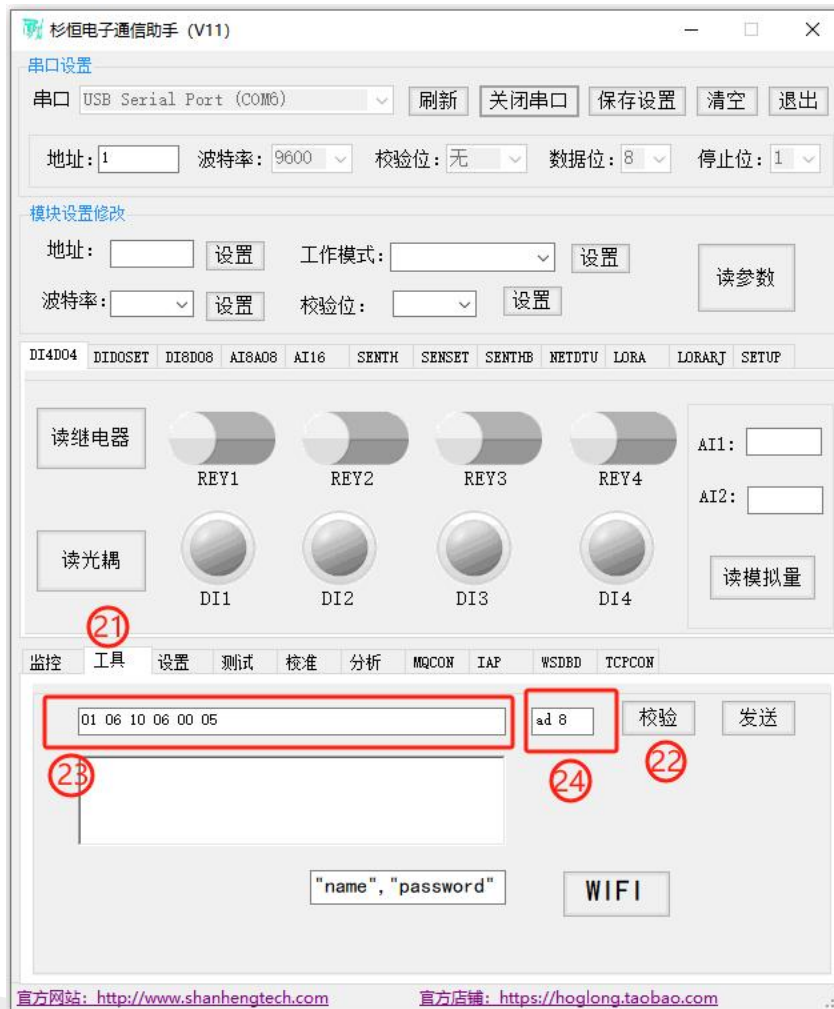 杉恒电子通信助手 (V11)
串口设置
串口 USB Serial Port (COM6) 刷新 关闭串口 保存设置 清空 退出
地址: 1 波特率: 9600 校验位: 无 数据位: 8 停止位: 1
模块设置修改
地址: 设置 工作模式: 设置 读参数
波特率: 设置 校验位: 设置
DI4DO4 DIDOSET DI8DO8 AI8AO8 AI16 SENTH SENSET SENTHB NETDTU LORA LORARJ SETUP
读继电器 AI1:
REY1 REY2 REY3 REY4
AI2:
读光耦 读模拟量
DI1 DI2 DI3 DI4
21
监控 工具 设置 测试 校准 分析 MQCON IAP WSDBD TCPCON
01 06 10 06 00 05 ad 8 校验 发送
23 24 22
"name","password" WIFI
官方网站: http://www.shanhengtech.com 官方店铺: https://hoglong.taobao.com